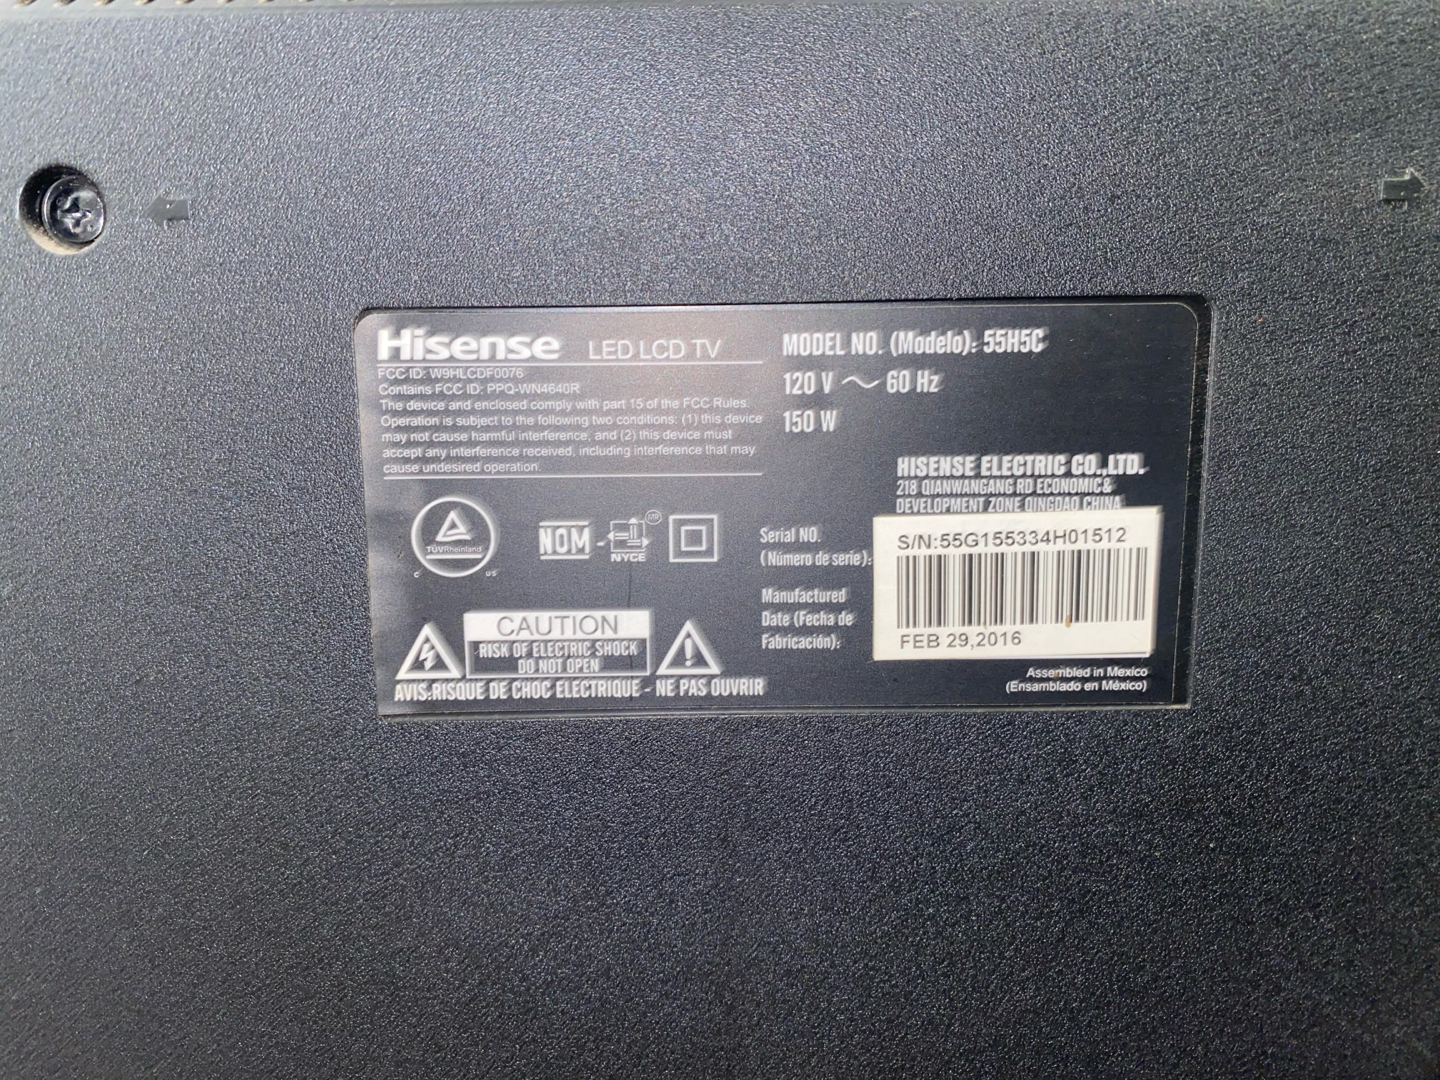 Hisense LED LCD TV
FCC ID: W9HLCDF0076
Contains FCC ID: PPQ-WN4640R
The device and enclosed comply with part 15 of the FCC Rules.
Operation is subject to the following two conditions: (1) this device
may not cause harmful interference, and (2) this device must
accept any interference received, including interference that may
cause undesired operation.
MODEL NO. (Modelo): 55H5C
120 V ~ 60 Hz
150 W
HISENSE ELECTRIC CO.,LTD.
218 QIANWANGANG RD ECONOMIC&
DEVELOPMENT ZONE QINGDAO CHINA
TÜVRheinland
C US
NOM-NYCE
MR
Serial NO.
(Número de serie):
S/N:55G155334H01512
Manufactured
Date (Fecha de
Fabricación):
FEB 29,2016
CAUTION
RISK OF ELECTRIC SHOCK
DO NOT OPEN
AVIS:RISQUE DE CHOC ELECTRIQUE - NE PAS OUVRIR
Assembled in Mexico
(Ensamblado en México)